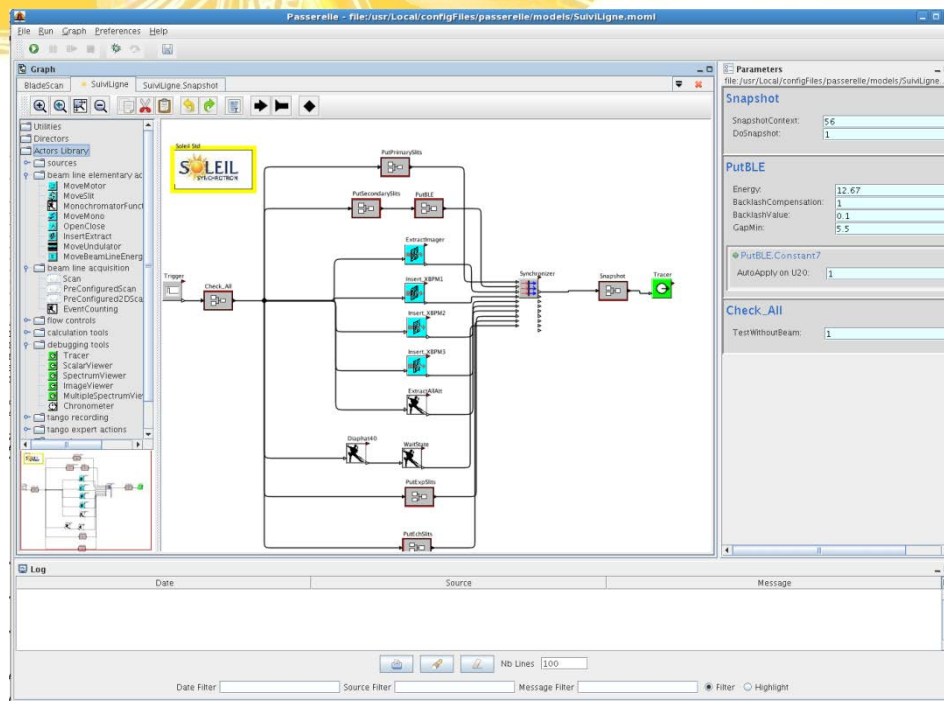 Passerelle - file:/usr/Local/configFiles/passerelle/models/SuiviLigne.moml
File Run Graph Preferences Help
Graph
BladeScan SuiviLigne SuiviLigne.Snapshot
Utilities
Directors
Actors Library
sources
beam line elementary ac
MoveMotor
MoveSlit
MonochromatorFunct
MoveMono
OpenClose
InsertExtract
MoveUndulator
MoveBeamLineEnerg
beam line acquisition
Scan
PreConfiguredScan
PreConfigured2DSca
EventCounting
flow controls
calculation tools
debugging tools
Tracer
ScalarViewer
SpectrumViewer
ImageViewer
MultipleSpectrumVie
Chronometer
tango recording
tango expert actions
Soleil Std
SOLEIL
SYNCHROTRON
PutPrimarySlits
PutSecondarySlits PutBLE
ExtractImager
Trigger
Check_All
Insert_XBPM1
Synchronizer
Snapshot
Tracer
Insert_XBPM2
Insert_XBPM3
ExtractAllAtt
Diaphat40
WaitState
PutExpSlits
PutEchSlits
Parameters
file:/usr/Local/configFiles/passerelle/models/SuiviLigne.
Snapshot
SnapshotContext: 56
DoSnapshot: 1
PutBLE
Energy: 12.67
BacklashCompensation: 1
BacklashValue: 0.1
GapMin: 5.5
PutBLE.Constant7
AutoApply on U20: 1
Check_All
TestWithoutBeam: 1
Log
Date Source Message
Nb Lines 100
Date Filter Source Filter Message Filter Filter Highlight